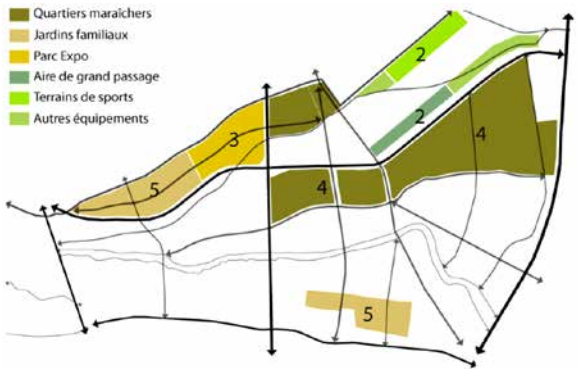 Quartiers maraîchers
Jardins familiaux
Parc Expo
Aire de grand passage
Terrains de sports
Autres équipements
2
2
3
4
5
4
5